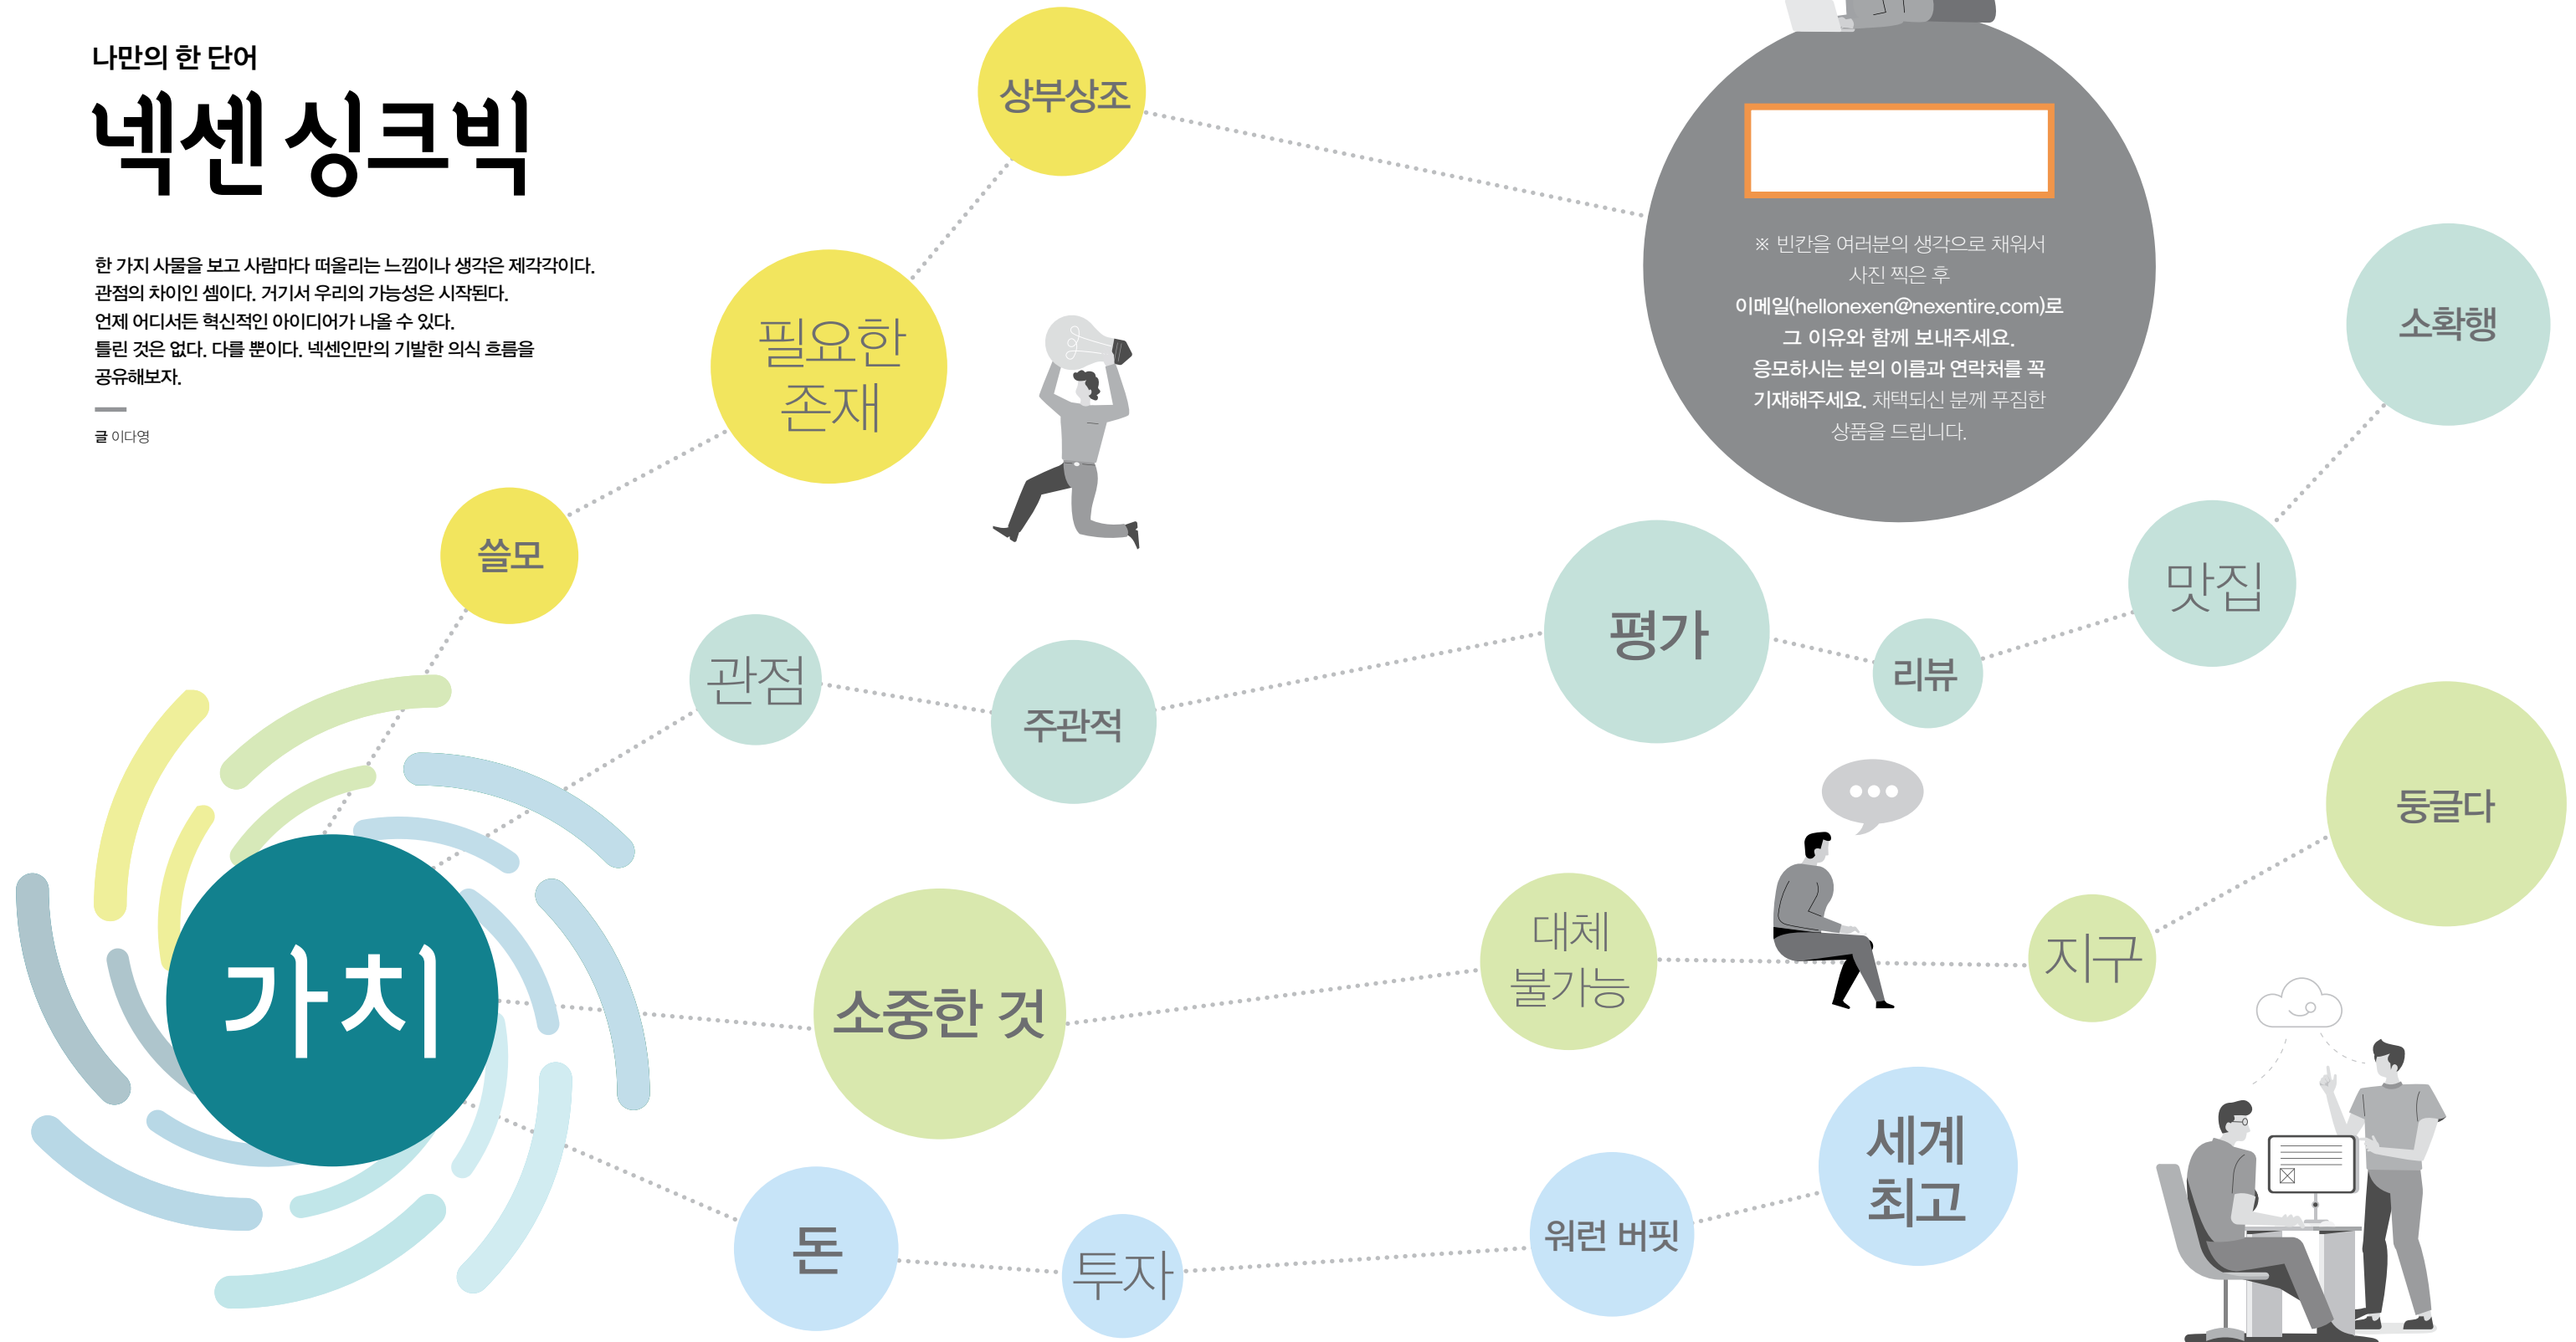 나만의 한 단어
넥센 싱크빅
한 가지 사물을 보고 사람마다 떠올리는 느낌이나 생각은 제각각이다.
관점의 차이인 셈이다. 거기서 우리의 가능성은 시작된다.
언제 어디서든 혁신적인 아이디어가 나올 수 있다.
틀린 것은 없다. 다를 뿐이다. 넥센인만의 기발한 의식 흐름을
공유해보자.
글 이다영
가치
쓸모
필요한
존재
상부상조
※ 빈칸을 여러분의 생각으로 채워서
사진 찍은 후
이메일(hellonexen@nexentire.com)로
그 이유와 함께 보내주세요.
응모하시는 분의 이름과 연락처를 꼭
기재해주세요. 채택되신 분께 푸짐한
상품을 드립니다.
관점
주관적
평가
리뷰
맛집
소확행
소중한 것
대체
불가능
지구
둥글다
돈
투자
워런 버핏
세계
최고